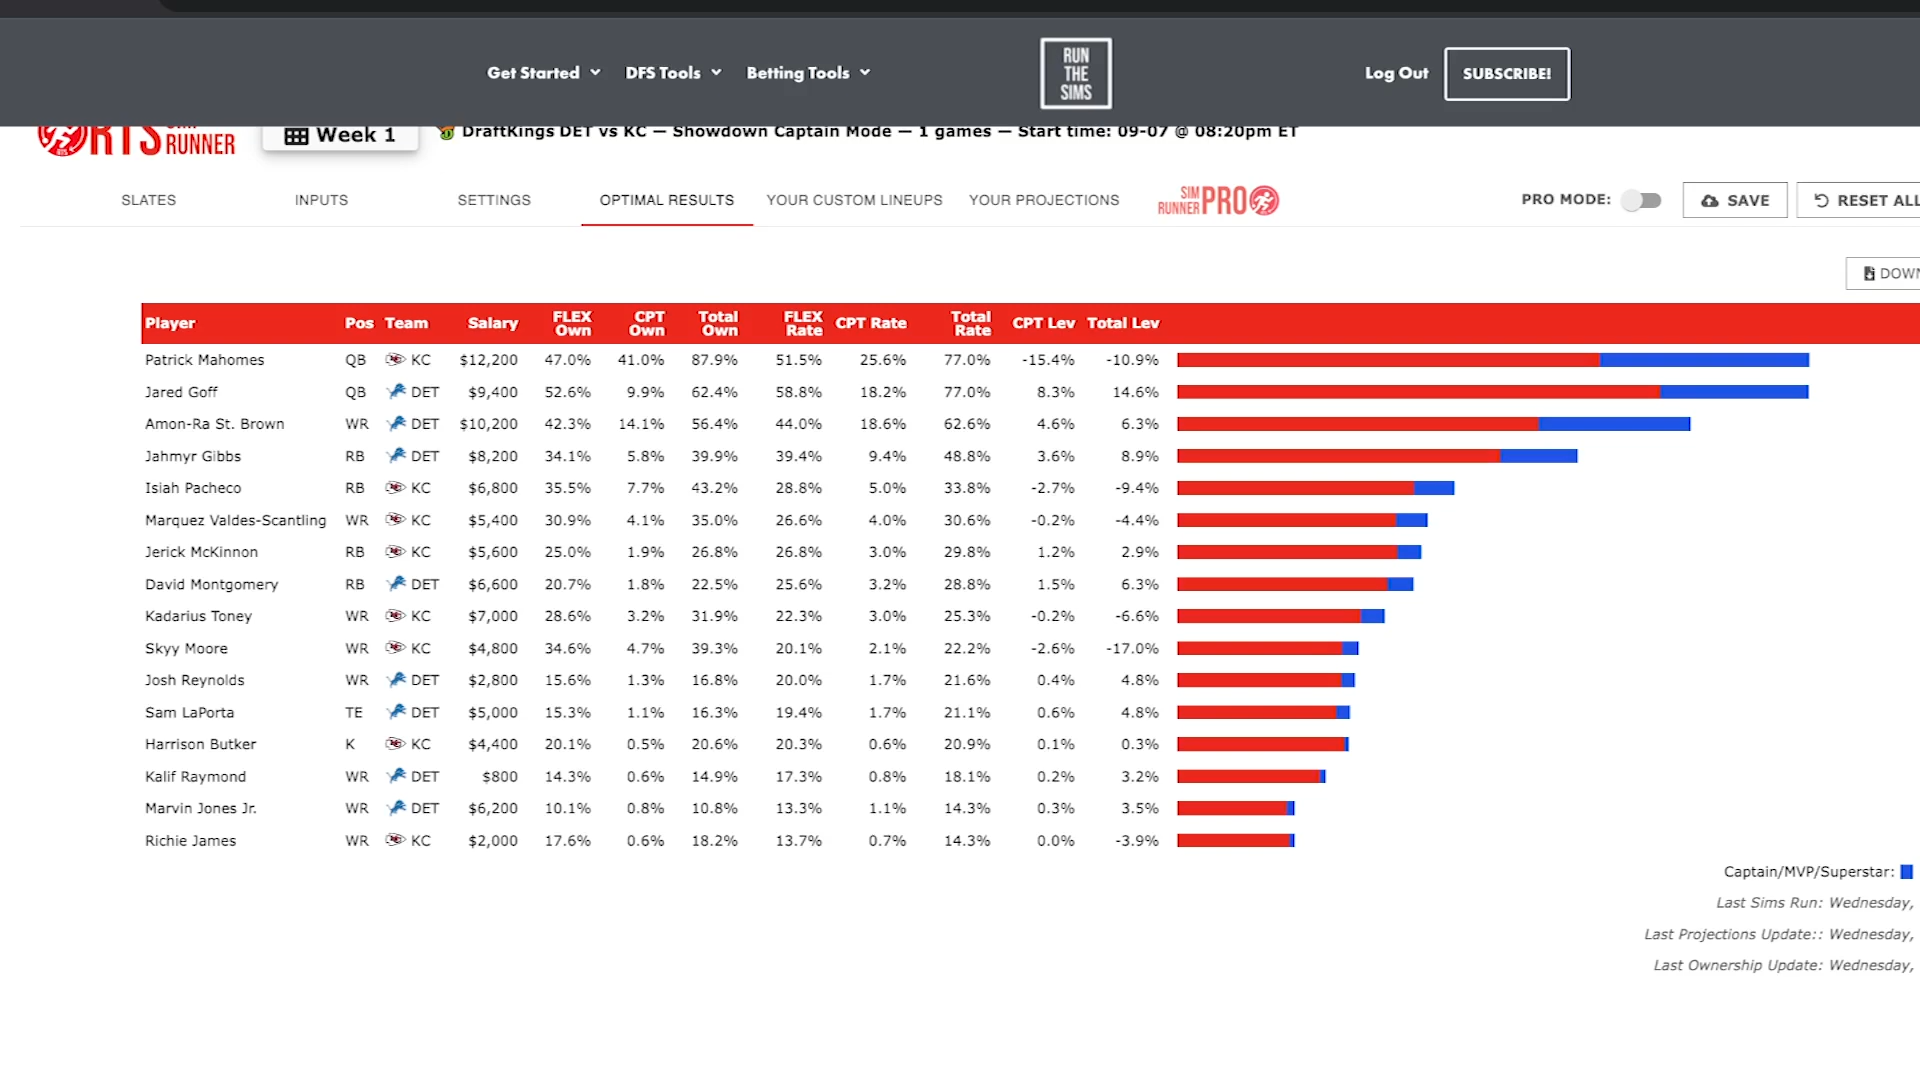 Get Started DFS Tools Betting Tools RUN THE SIMS Log Out SUBSCRIBE!
RTS SIM RUNNER Week 1 DraftKings DET vs KC — Showdown Captain Mode — 1 games — Start time: 09-07 @ 08:20pm ET
SLATES INPUTS SETTINGS OPTIMAL RESULTS YOUR CUSTOM LINEUPS YOUR PROJECTIONS SIM RUNNER PRO PRO MODE: SAVE RESET ALL
DOWN
Player Pos Team Salary FLEX Own CPT Own Total Own FLEX Rate CPT Rate Total Rate CPT Lev Total Lev
Patrick Mahomes QB KC $12,200 47.0% 41.0% 87.9% 51.5% 25.6% 77.0% -15.4% -10.9%
Jared Goff QB DET $9,400 52.6% 9.9% 62.4% 58.8% 18.2% 77.0% 8.3% 14.6%
Amon-Ra St. Brown WR DET $10,200 42.3% 14.1% 56.4% 44.0% 18.6% 62.6% 4.6% 6.3%
Jahmyr Gibbs RB DET $8,200 34.1% 5.8% 39.9% 39.4% 9.4% 48.8% 3.6% 8.9%
Isiah Pacheco RB KC $6,800 35.5% 7.7% 43.2% 28.8% 5.0% 33.8% -2.7% -9.4%
Marquez Valdes-Scantling WR KC $5,400 30.9% 4.1% 35.0% 26.6% 4.0% 30.6% -0.2% -4.4%
Jerick McKinnon RB KC $5,600 25.0% 1.9% 26.8% 26.8% 3.0% 29.8% 1.2% 2.9%
David Montgomery RB DET $6,600 20.7% 1.8% 22.5% 25.6% 3.2% 28.8% 1.5% 6.3%
Kadarius Toney WR KC $7,000 28.6% 3.2% 31.9% 22.3% 3.0% 25.3% -0.2% -6.6%
Skyy Moore WR KC $4,800 34.6% 4.7% 39.3% 20.1% 2.1% 22.2% -2.6% -17.0%
Josh Reynolds WR DET $2,800 15.6% 1.3% 16.8% 20.0% 1.7% 21.6% 0.4% 4.8%
Sam LaPorta TE DET $5,000 15.3% 1.1% 16.3% 19.4% 1.7% 21.1% 0.6% 4.8%
Harrison Butker K KC $4,400 20.1% 0.5% 20.6% 20.3% 0.6% 20.9% 0.1% 0.3%
Kalif Raymond WR DET $800 14.3% 0.6% 14.9% 17.3% 0.8% 18.1% 0.2% 3.2%
Marvin Jones Jr. WR DET $6,200 10.1% 0.8% 10.8% 13.3% 1.1% 14.3% 0.3% 3.5%
Richie James WR KC $2,000 17.6% 0.6% 18.2% 13.7% 0.7% 14.3% 0.0% -3.9%
Captain/MVP/Superstar:
Last Sims Run: Wednesday,
Last Projections Update:: Wednesday,
Last Ownership Update: Wednesday,